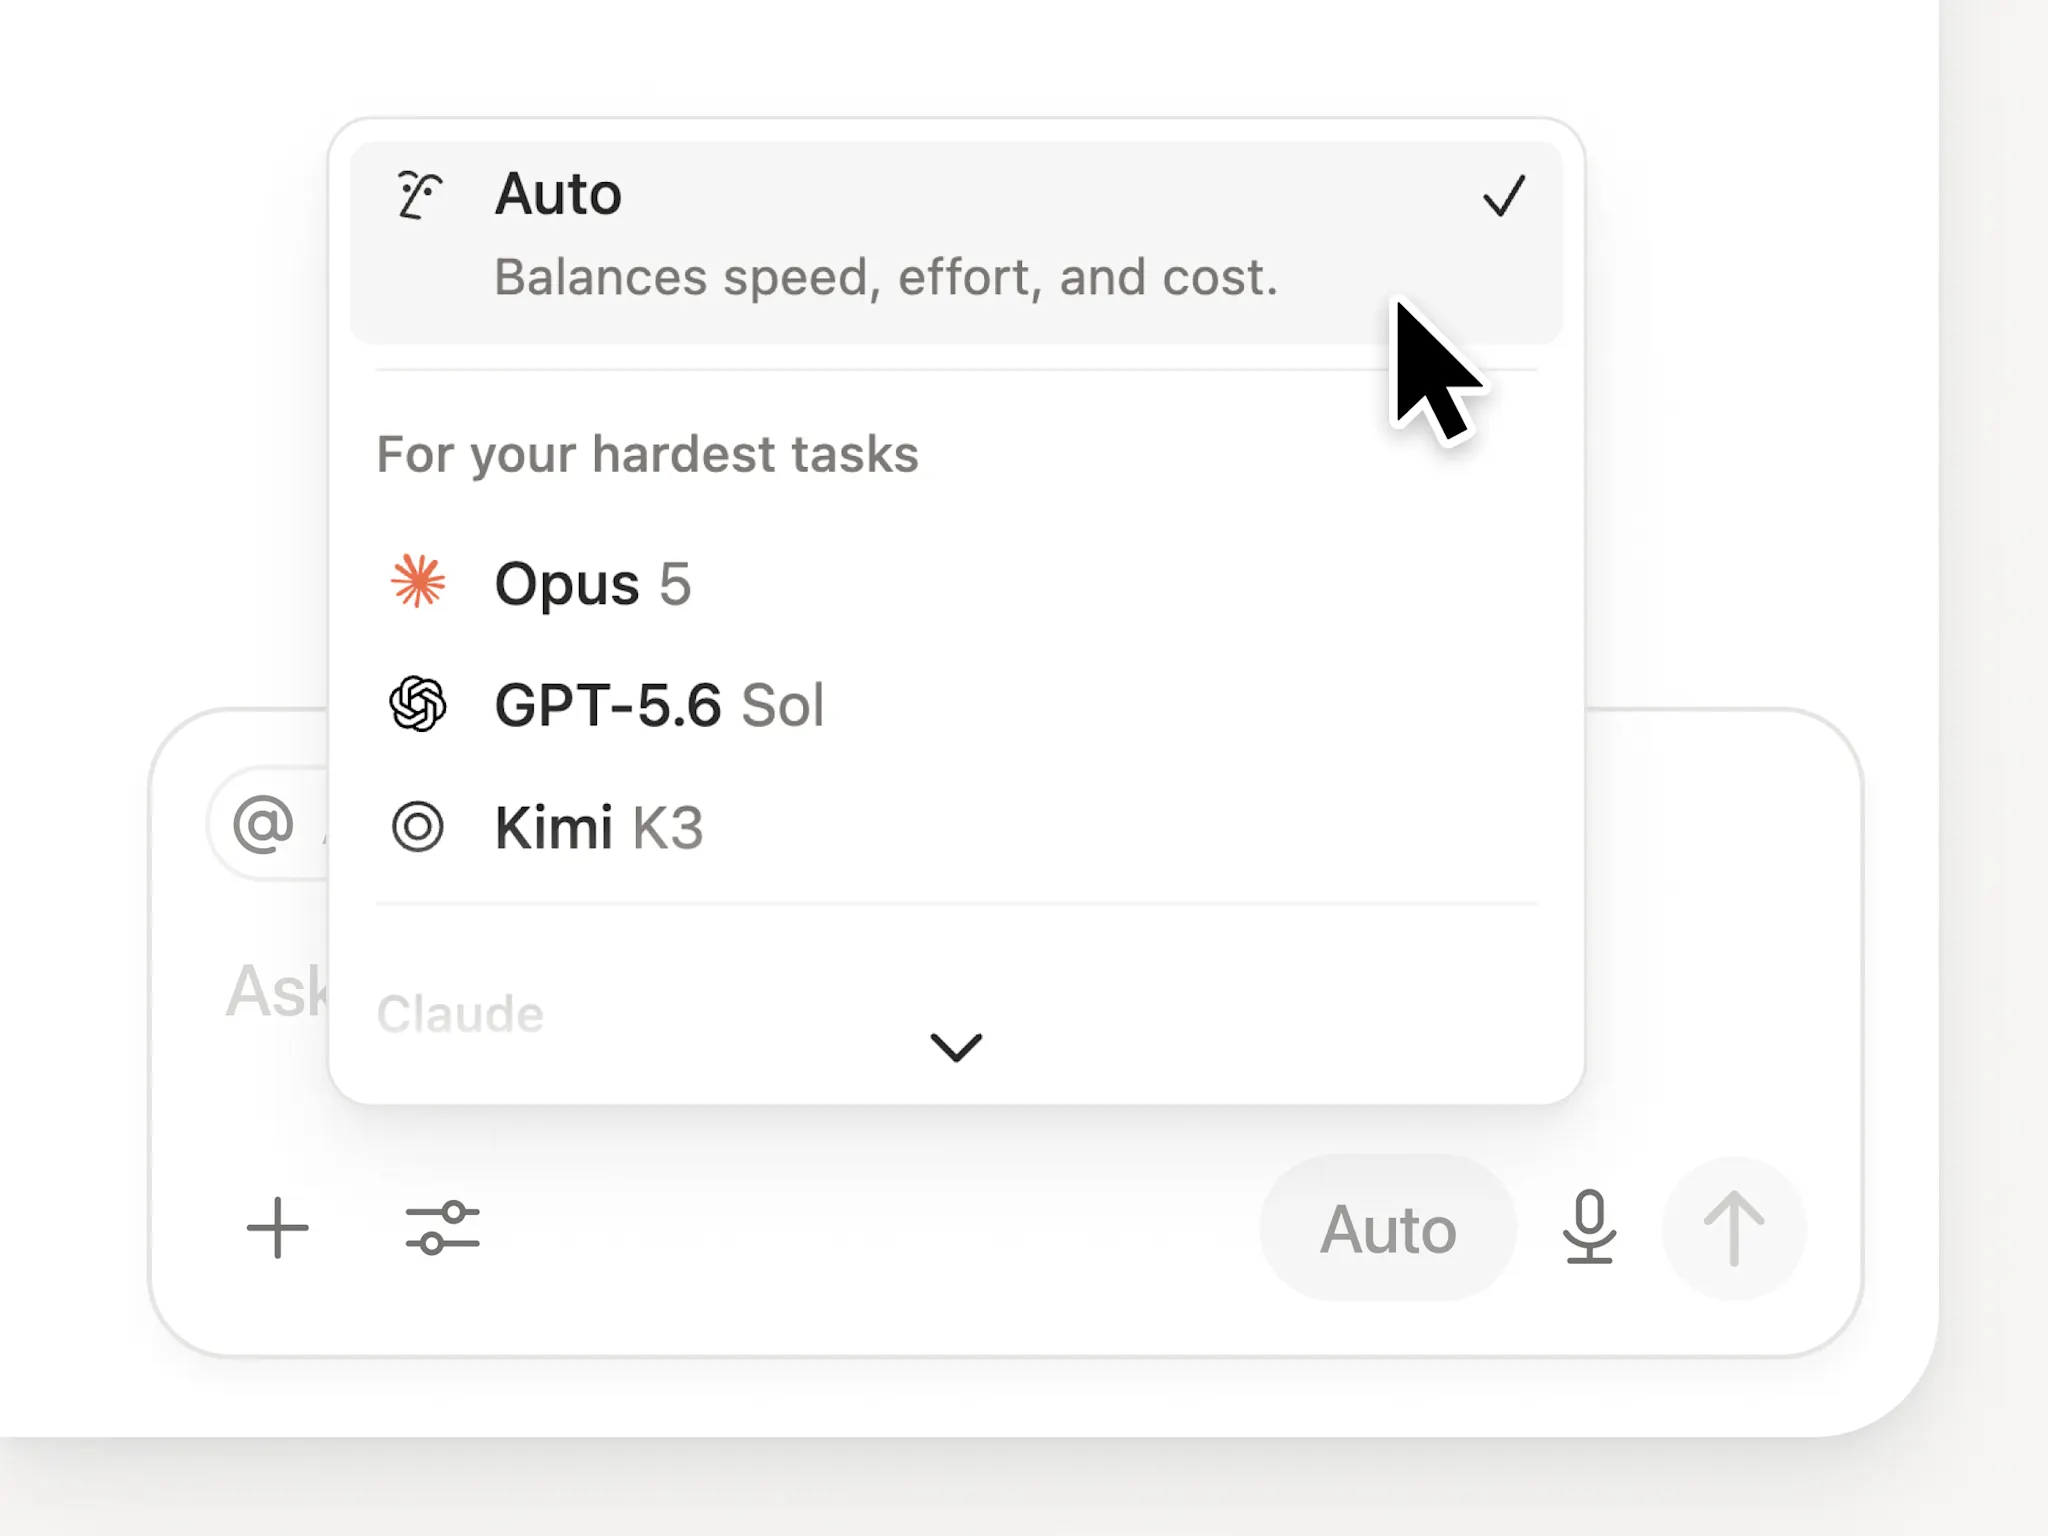 Auto
Balances speed, effort, and cost.
For your hardest tasks
Opus 5
GPT-5.6 Sol
Kimi K3
@
Ask
Claude
Auto